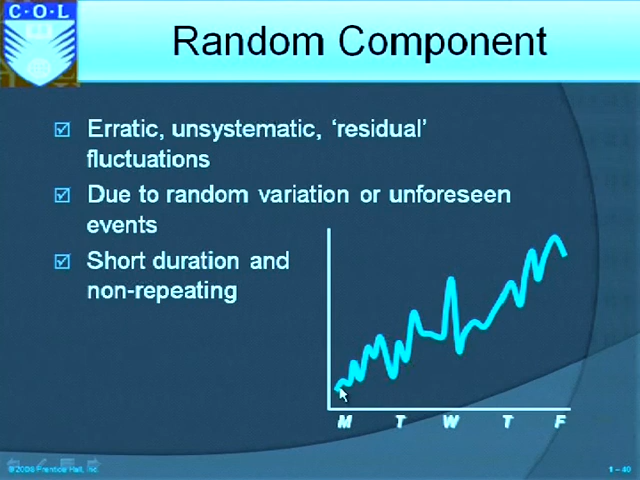 C·O·L
Random Component
Erratic, unsystematic, ‘residual’
fluctuations
Due to random variation or unforeseen
events
Short duration and
non-repeating
M T W T F
© 2008 Prentice Hall, Inc.
1 – 40